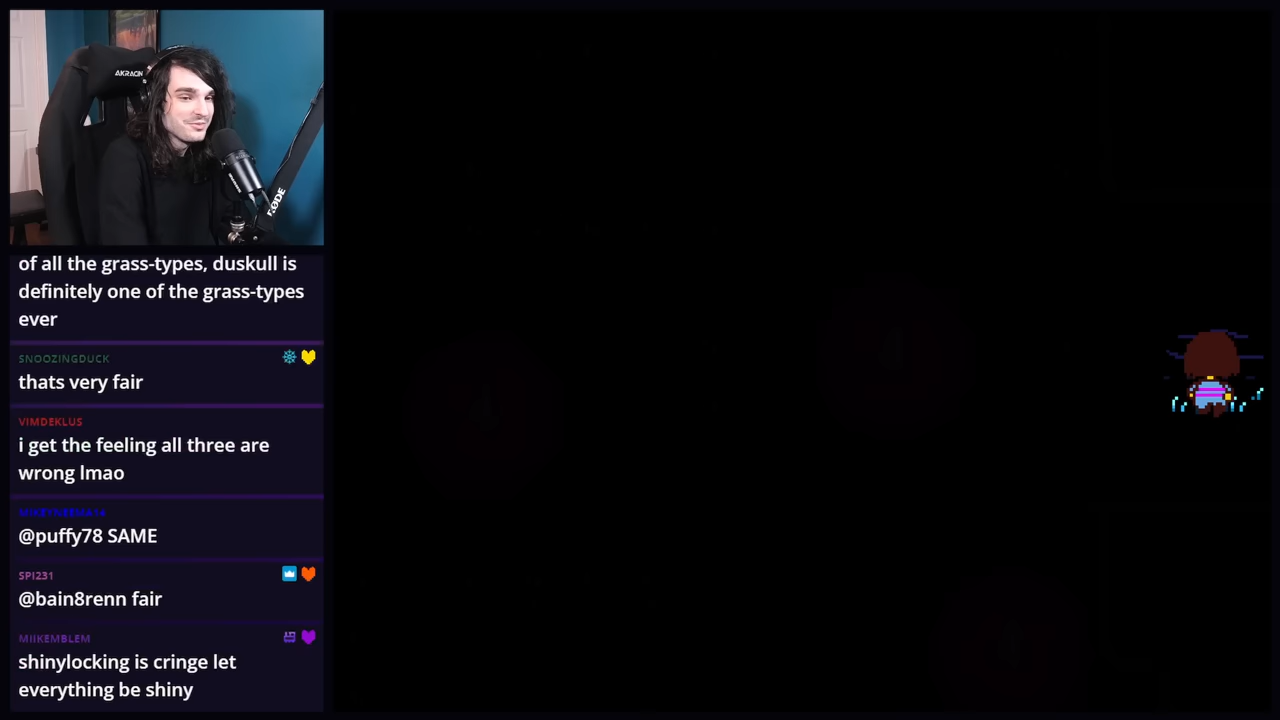 AKRACIN
RØDE
of all the grass-types, duskull is
definitely one of the grass-types
ever
SNOOZINGDUCK
thats very fair
VIMDEKLUS
i get the feeling all three are
wrong lmao
@puffy78 SAME
SPI231
@bain8renn fair
MIIKEMBLEM
shinylocking is cringe let
everything be shiny